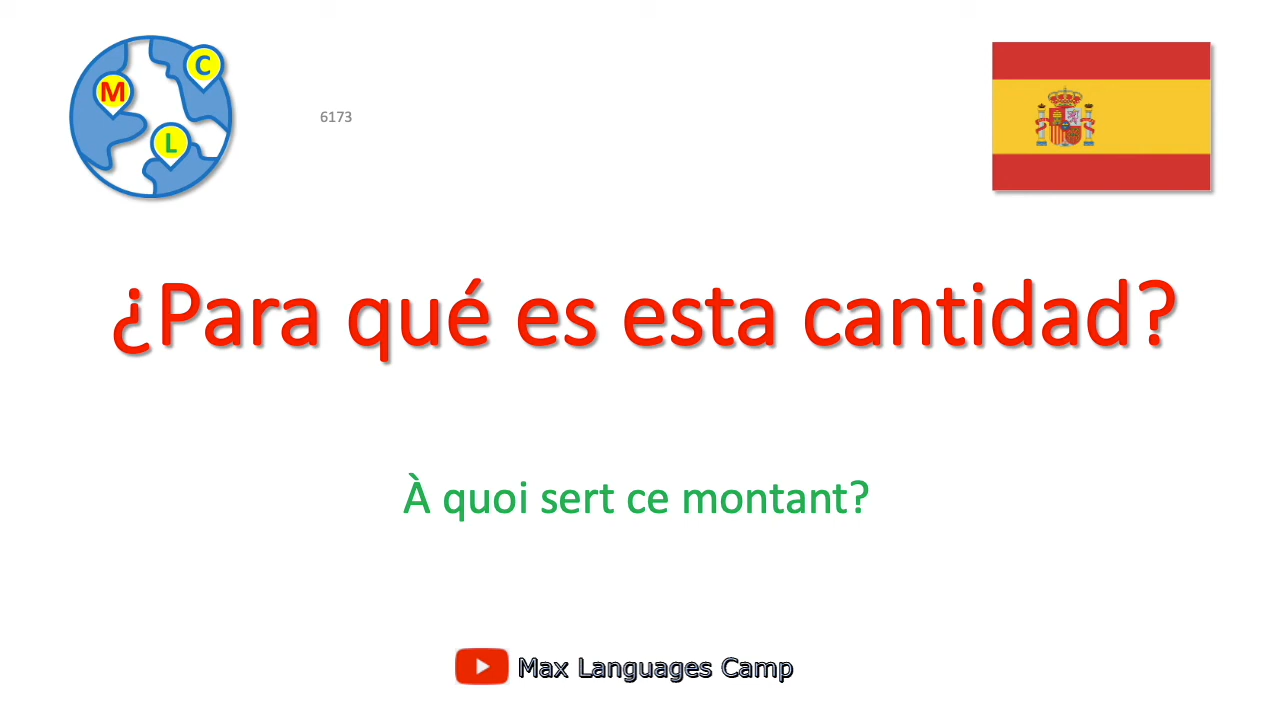 M
C
L
6173
¿Para qué es esta cantidad?
À quoi sert ce montant?
Max Languages Camp